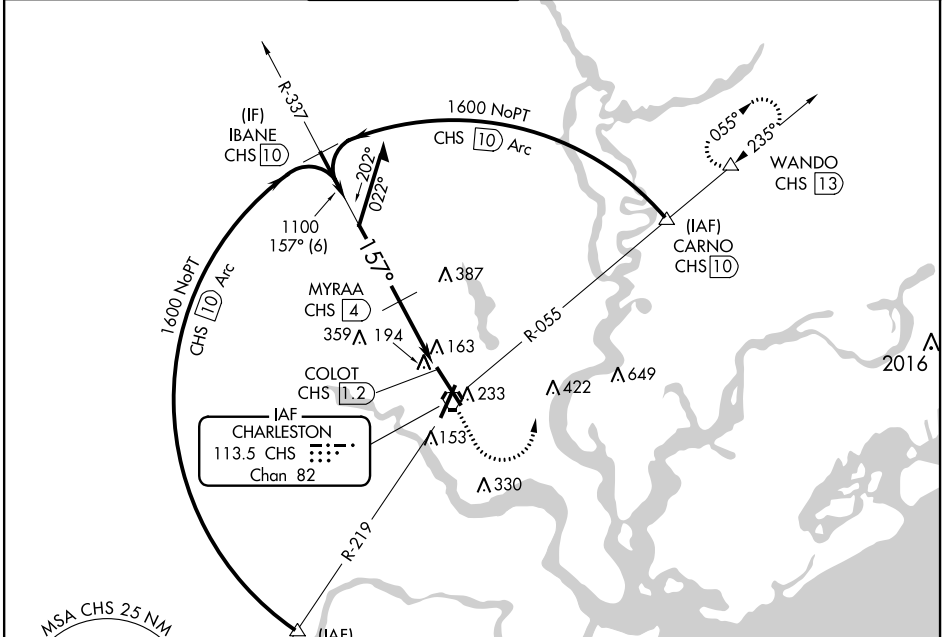 R-337
(IF)
IBANE
CHS 10
1600 NoPT
CHS 10 Arc
055°
235°
WANDO
CHS 13
202°
022°
1100
157° (6)
(IAF)
CARNO
CHS 10
157°
387
1600 NoPT
CHS 10 Arc
MYRAA
CHS 4
R-055
359 194
163
2016
COLOT
CHS 1.2
233
422
649
IAF
CHARLESTON
113.5 CHS
Chan 82
153
330
R-219
MSA CHS 25 NM
(IAF)